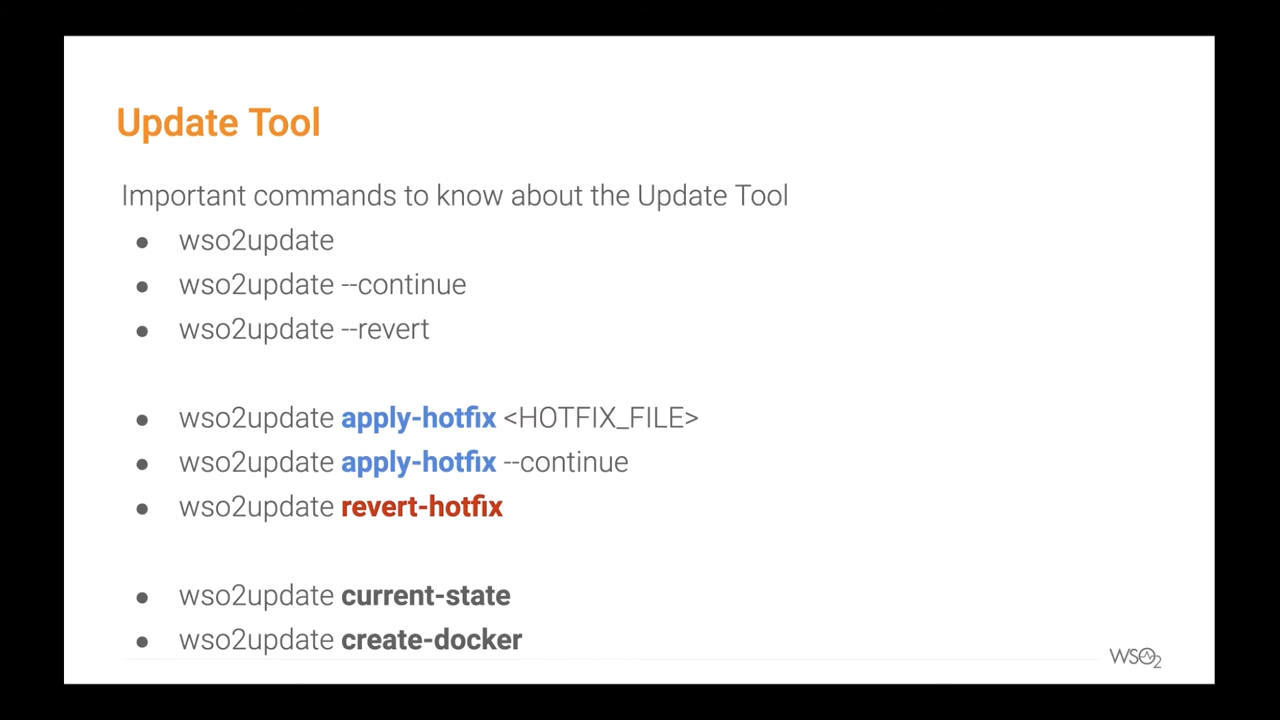 Update Tool
Important commands to know about the Update Tool
● wso2update
● wso2update --continue
● wso2update --revert
● wso2update apply-hotfix <HOTFIX_FILE>
● wso2update apply-hotfix --continue
● wso2update revert-hotfix
● wso2update current-state
● wso2update create-docker
WSO2